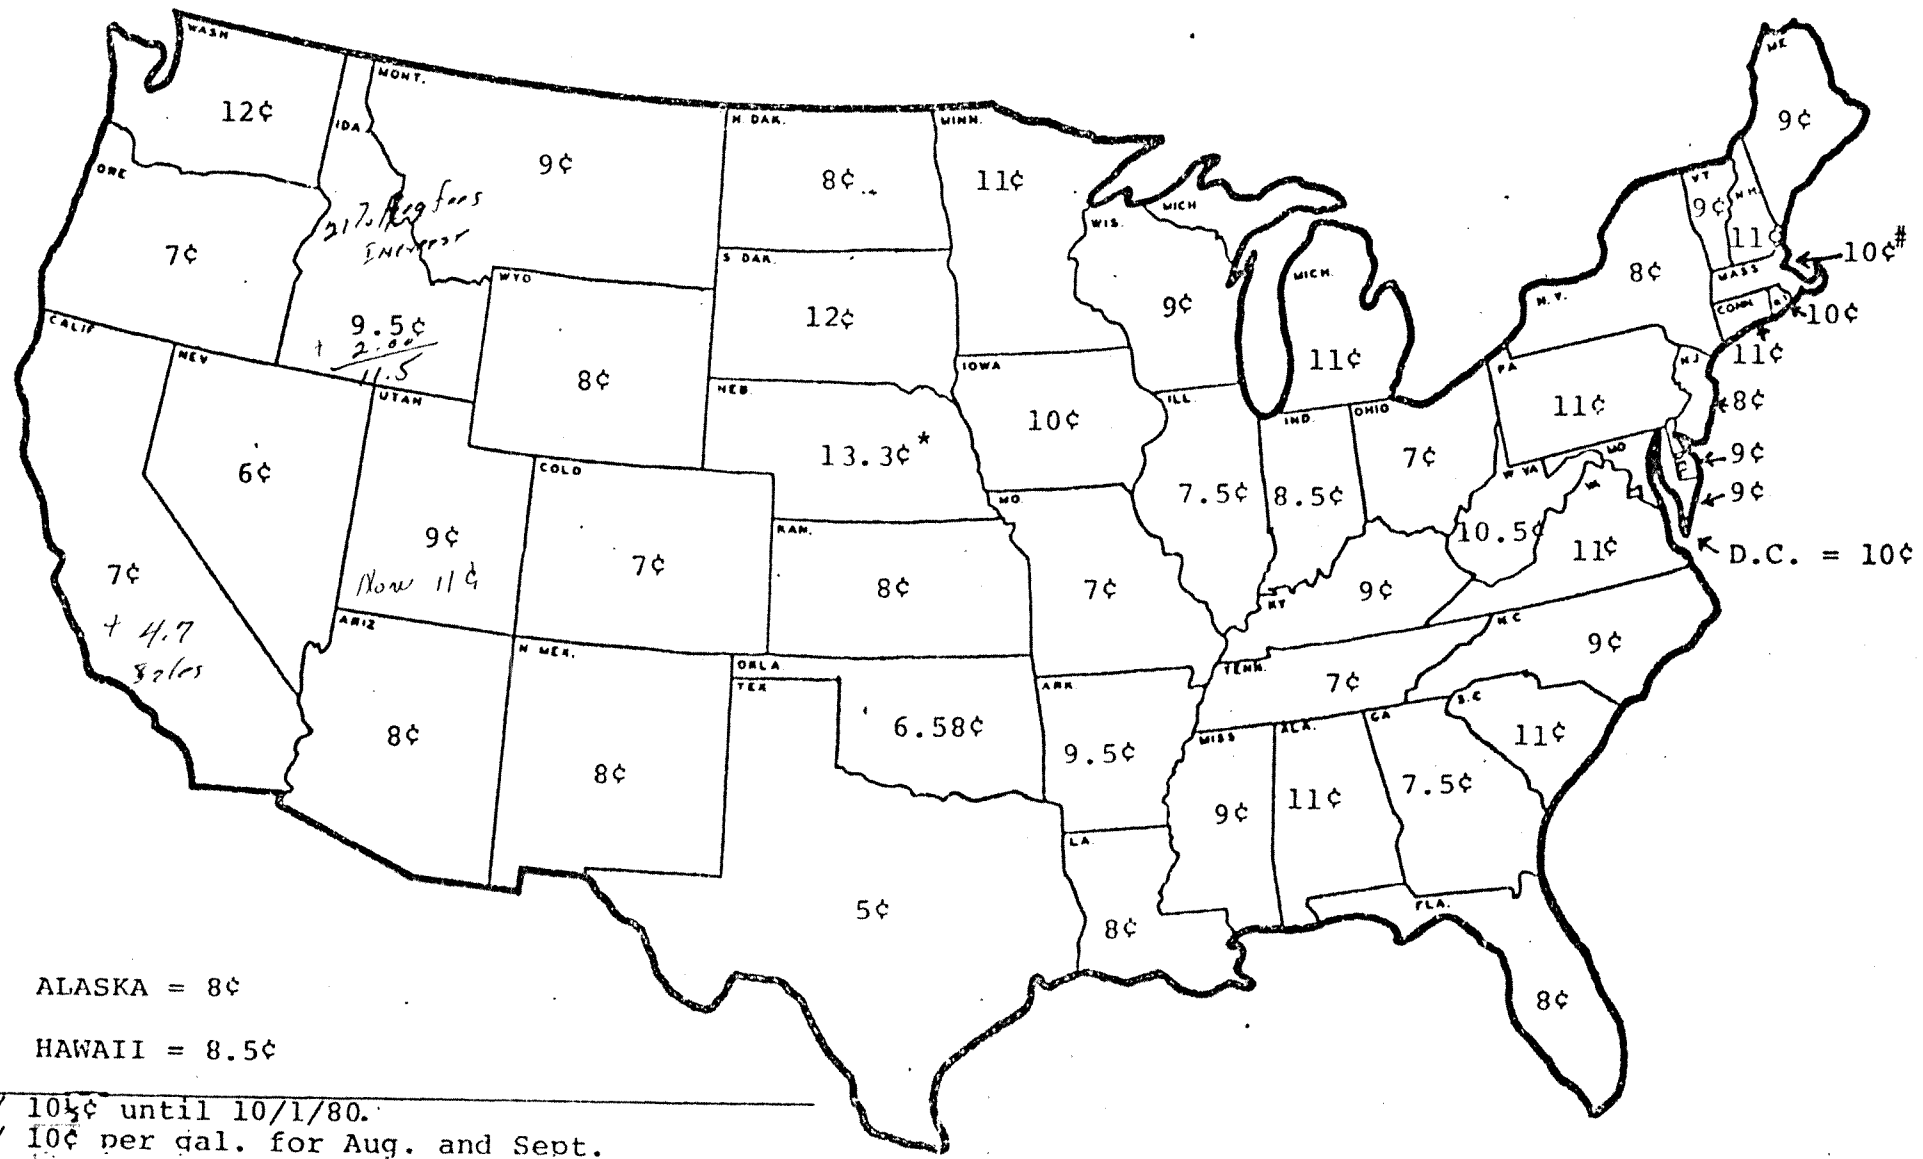 WASH
12¢
IDA
MONT.
9¢
N. DAK.
8¢
MINN.
11¢
ME
9¢
ORE
7¢
21% Reg fees
Increase
9.5¢
+ 2.00
11.5
WYO
8¢
S. DAK.
12¢
WIS.
9¢
MICH
MICH.
11¢
VT
9¢
N.H.
11¢
MASS
10¢#
N.Y.
8¢
CONN
R.I.
10¢
11¢
CALIF
7¢
+ 4.7
Sales
NEV
6¢
UTAH
9¢
Now 11¢
COLO
7¢
NEB.
13.3¢*
IOWA
10¢
ILL.
7.5¢
IND.
8.5¢
OHIO
7¢
PA
11¢
N J
8¢
9¢
9¢
MD
W VA
10.5¢
VA
11¢
D.C. = 10¢
KAN.
8¢
MO.
7¢
KY
9¢
ARIZ
8¢
N MEX.
8¢
OKLA
6.58¢
TEX
5¢
ARK.
9.5¢
TENN.
7¢
N C
9¢
S.C
11¢
MISS
9¢
ALA.
11¢
GA
7.5¢
LA.
8¢
FLA.
8¢
ALASKA = 8¢
HAWAII = 8.5¢
/ 10½¢ until 10/1/80.
/ 10¢ per gal. for Aug. and Sept.